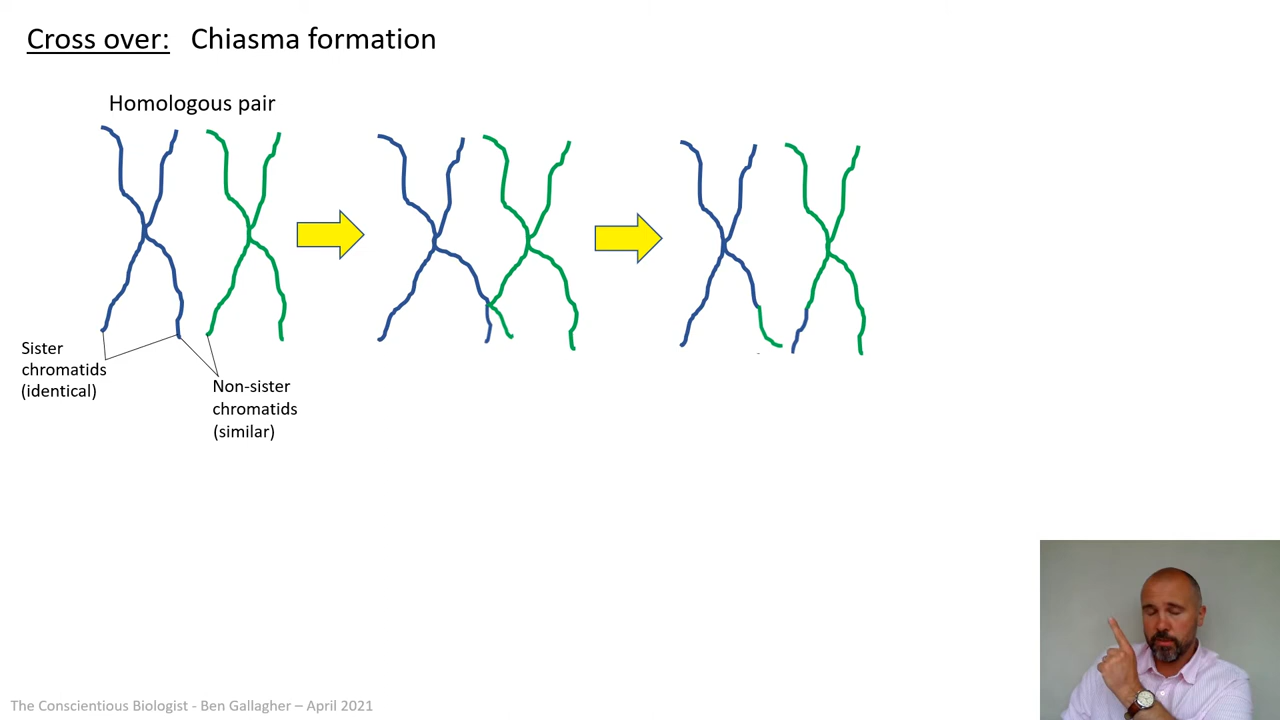 Cross over: Chiasma formation
Homologous pair
Sister
chromatids
(identical)
Non-sister
chromatids
(similar)
The Conscientious Biologist - Ben Gallagher – April 2021